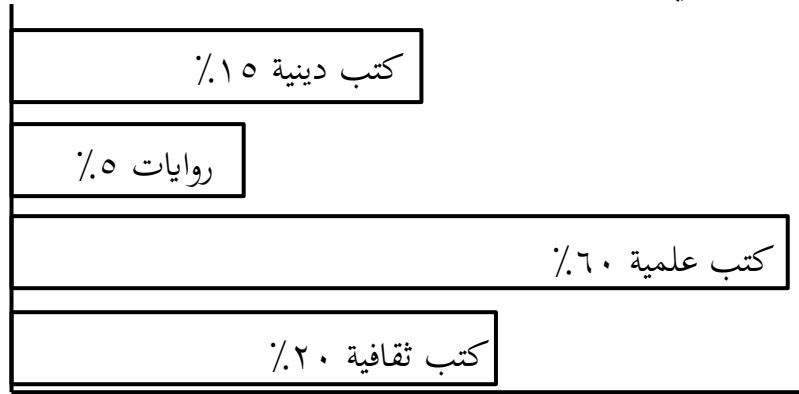 كتب دينية ١٥٪
روايات ٥٪
كتب علمية ٦٠٪
كتب ثقافية ٢٠٪